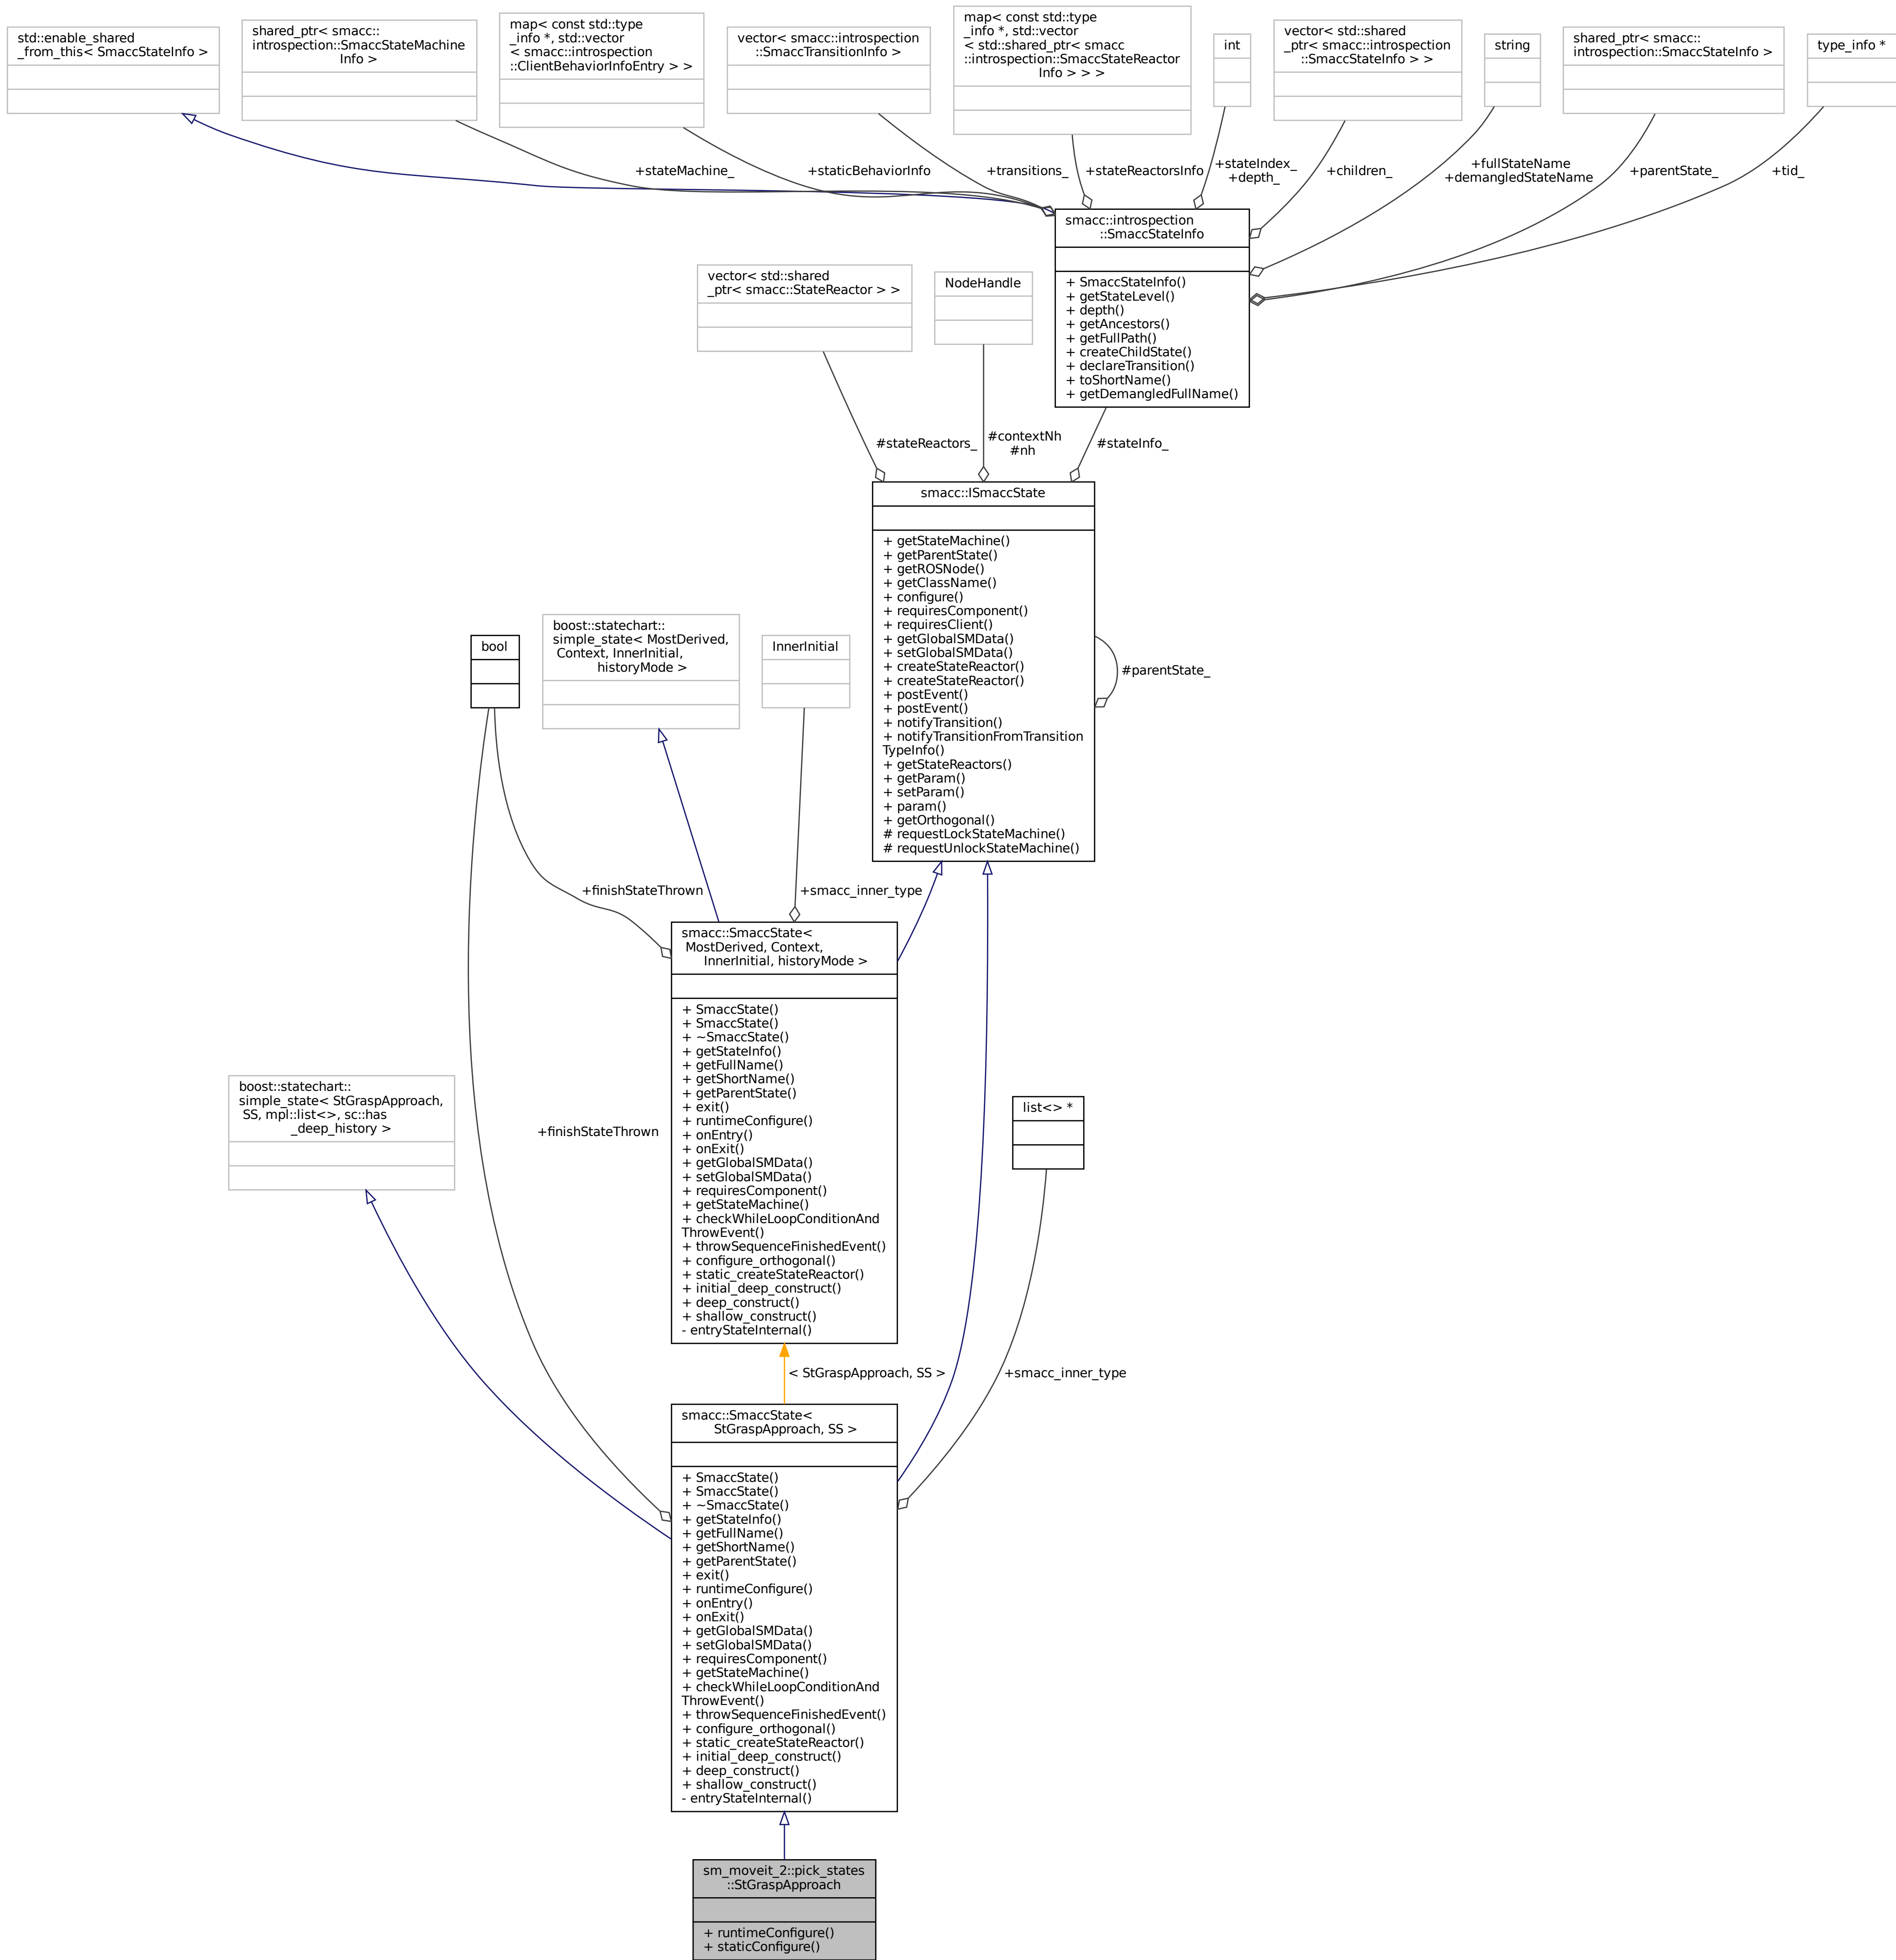 std::enable_shared
_from_this< SmaccStateInfo >
shared_ptr< smacc::
introspection::SmaccStateMachine
Info >
map< const std::type
_info *, std::vector
< smacc::introspection
::ClientBehaviorInfoEntry > >
vector< smacc::introspection
::SmaccTransitionInfo >
map< const std::type
_info *, std::vector
< std::shared_ptr< smacc
::introspection::SmaccStateReactor
Info > > >
int
vector< std::shared
_ptr< smacc::introspection
::SmaccStateInfo > >
string
shared_ptr< smacc::
introspection::SmaccStateInfo >
type_info *
+stateMachine_
+staticBehaviorInfo
+transitions_
+stateReactorsInfo
+stateIndex_
+depth_
+children_
+fullStateName
+demangledStateName
+parentState_
+tid_
smacc::introspection
::SmaccStateInfo
+ SmaccStateInfo()
+ getStateLevel()
+ depth()
+ getAncestors()
+ getFullPath()
+ createChildState()
+ declareTransition()
+ toShortName()
+ getDemangledFullName()
vector< std::shared
_ptr< smacc::StateReactor > >
NodeHandle
#stateReactors_
#contextNh
#nh
#stateInfo_
smacc::ISmaccState
+ getStateMachine()
+ getParentState()
+ getROSNode()
+ getClassName()
+ configure()
+ requiresComponent()
+ requiresClient()
+ getGlobalSMData()
+ setGlobalSMData()
+ createStateReactor()
+ createStateReactor()
+ postEvent()
+ postEvent()
+ notifyTransition()
+ notifyTransitionFromTransition
TypeInfo()
+ getStateReactors()
+ getParam()
+ setParam()
+ param()
+ getOrthogonal()
# requestLockStateMachine()
# requestUnlockStateMachine()
#parentState_
bool
boost::statechart::
simple_state< MostDerived,
Context, InnerInitial,
historyMode >
InnerInitial
+finishStateThrown
+smacc_inner_type
smacc::SmaccState<
MostDerived, Context,
InnerInitial, historyMode >
+ SmaccState()
+ SmaccState()
+ ~SmaccState()
+ getStateInfo()
+ getFullName()
+ getShortName()
+ getParentState()
+ exit()
+ runtimeConfigure()
+ onEntry()
+ onExit()
+ getGlobalSMData()
+ setGlobalSMData()
+ requiresComponent()
+ getStateMachine()
+ checkWhileLoopConditionAnd
ThrowEvent()
+ throwSequenceFinishedEvent()
+ configure_orthogonal()
+ static_createStateReactor()
+ initial_deep_construct()
+ deep_construct()
+ shallow_construct()
- entryStateInternal()
boost::statechart::
simple_state< StGraspApproach,
SS, mpl::list<>, sc::has
_deep_history >
+finishStateThrown
list<> *
< StGraspApproach, SS >
+smacc_inner_type
smacc::SmaccState<
StGraspApproach, SS >
+ SmaccState()
+ SmaccState()
+ ~SmaccState()
+ getStateInfo()
+ getFullName()
+ getShortName()
+ getParentState()
+ exit()
+ runtimeConfigure()
+ onEntry()
+ onExit()
+ getGlobalSMData()
+ setGlobalSMData()
+ requiresComponent()
+ getStateMachine()
+ checkWhileLoopConditionAnd
ThrowEvent()
+ throwSequenceFinishedEvent()
+ configure_orthogonal()
+ static_createStateReactor()
+ initial_deep_construct()
+ deep_construct()
+ shallow_construct()
- entryStateInternal()
sm_moveit_2::pick_states
::StGraspApproach
+ runtimeConfigure()
+ staticConfigure()